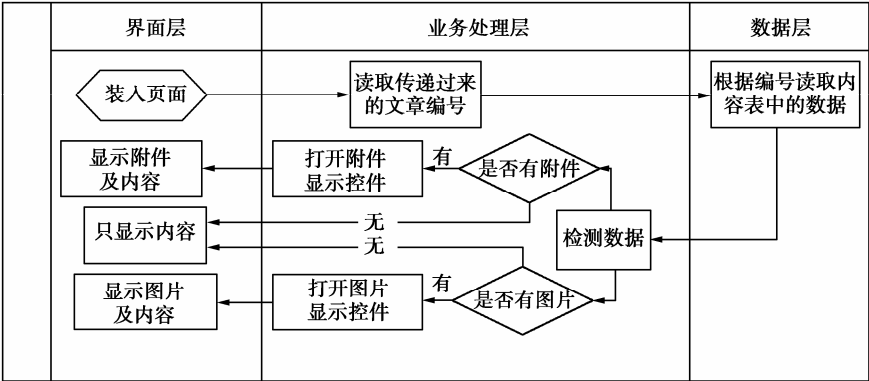 界面层
业务处理层
数据层
装入页面
读取传递过来
的文章编号
根据编号读取内
容表中的数据
显示附件
及内容
打开附件
显示控件
有
是否有附件
只显示内容
无
无
检测数据
显示图片
及内容
打开图片
显示控件
有
是否有图片